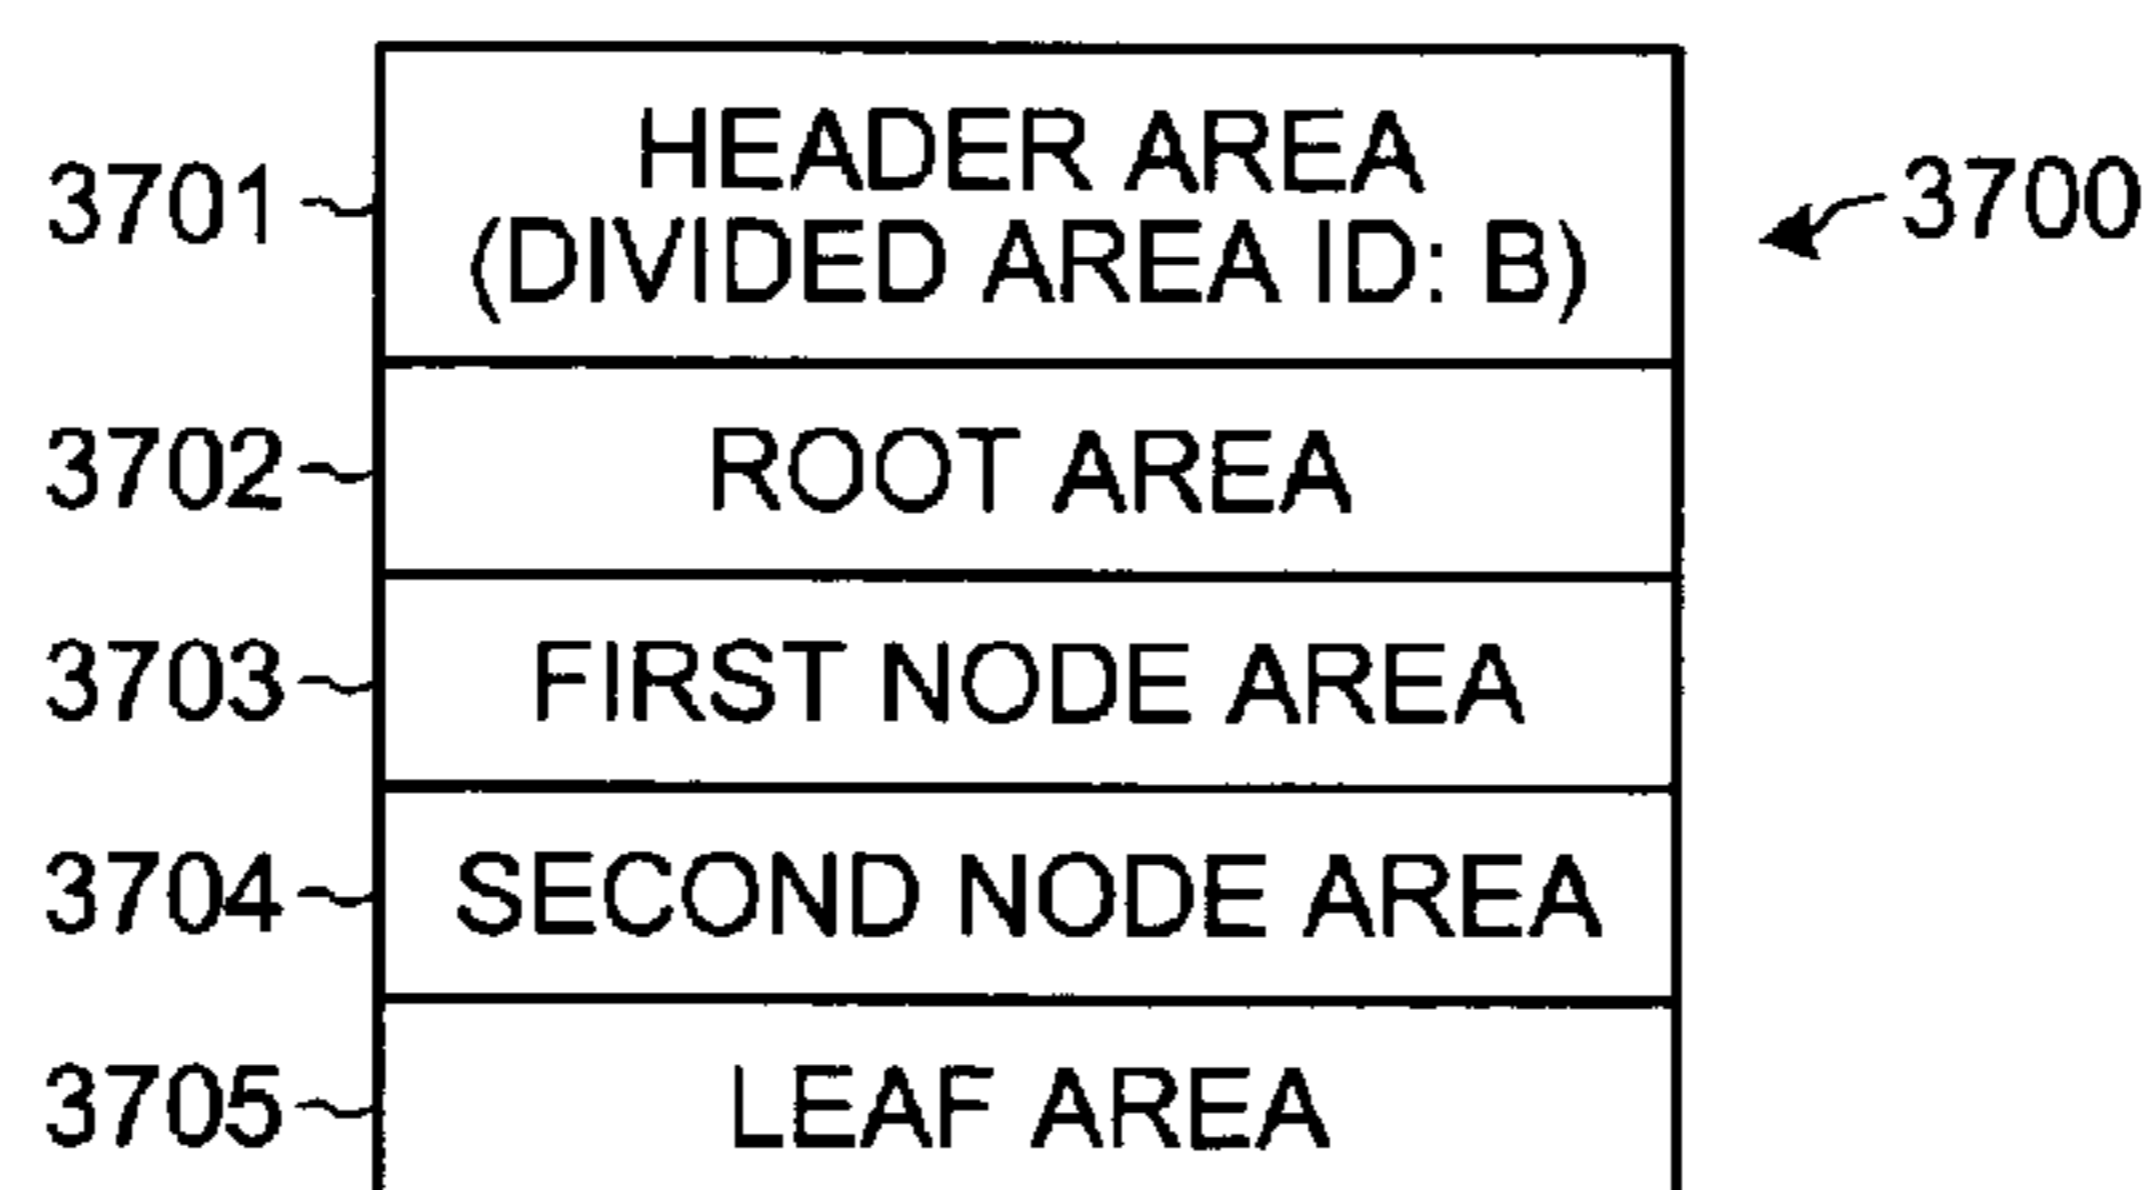 HEADER AREA
3701
3700
(DIVIDED AREA ID: B)
3702 ROOT AREA
3703 FIRST NODE AREA
3704 SECOND NODE AREA
3705 LEAF AREA